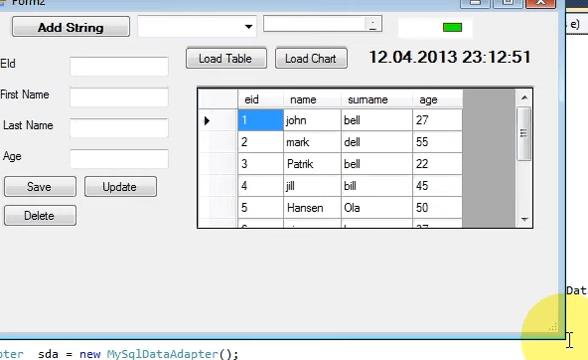 Form2
Add String
s e)
Load Table Load Chart 12.04.2013 23:12:51
EId
First Name
Last Name
Age
Save Update
Delete
eid name surname age
1 john bell 27
2 mark dell 55
3 Patrik bell 22
4 jill bill 45
5 Hansen Ola 50
Dat
pter sda = new MySqlDataAdapter();